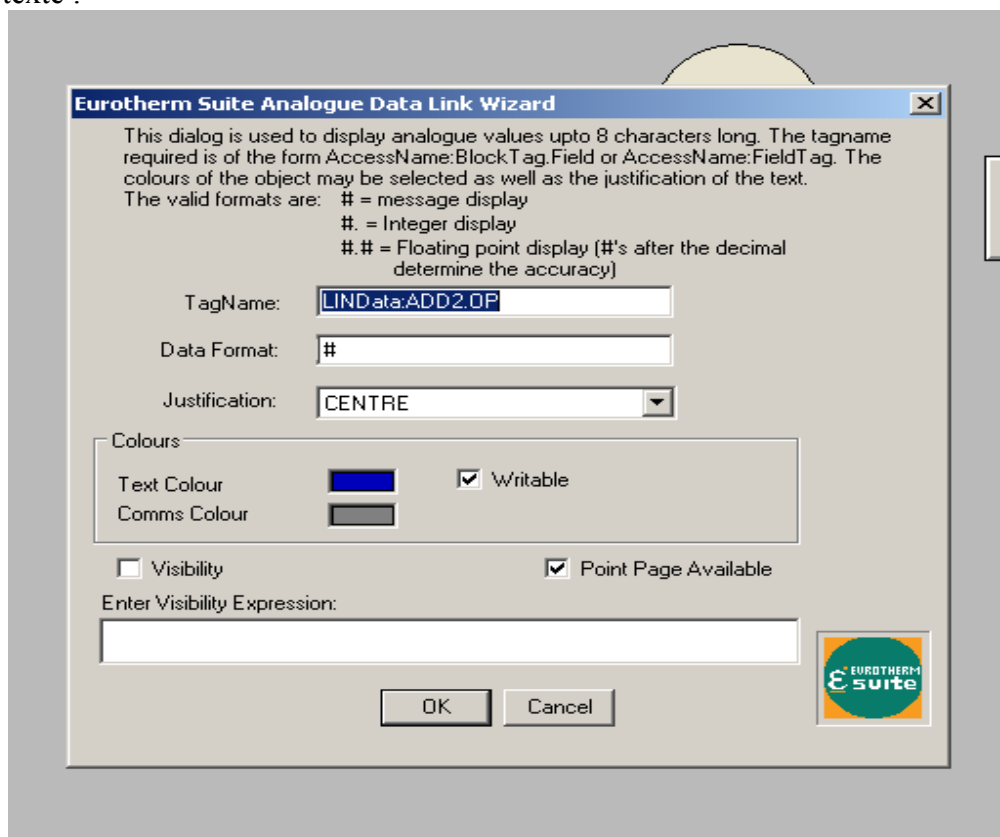 texte :
Eurotherm Suite Analogue Data Link Wizard
This dialog is used to display analogue values upto 8 characters long. The tagname
required is of the form AccessName:BlockTag.Field or AccessName:FieldTag. The
colours of the object may be selected as well as the justification of the text.
The valid formats are: # = message display
#. = Integer display
#.# = Floating point display (#'s after the decimal
determine the accuracy)
TagName: LINData:ADD2.OP
Data Format: #
Justification: CENTRE
Colours
Text Colour Writable
Comms Colour
Visibility Point Page Available
Enter Visibility Expression:
EUROTHERM
suite
OK Cancel